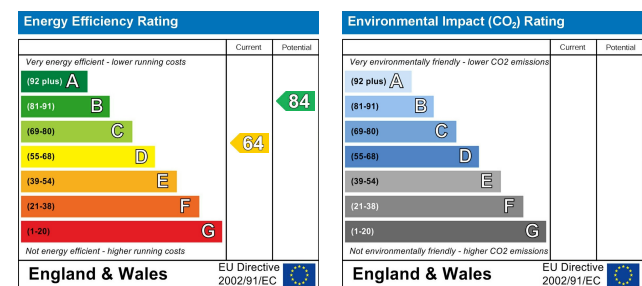 Energy Efficiency Rating
Current Potential
Very energy efficient - lower running costs
(92 plus) A
(81-91) B
84
(69-80) C
64
(55-68) D
(39-54) E
(21-38) F
(1-20) G
Not energy efficient - higher running costs
England & Wales
EU Directive
2002/91/EC
Environmental Impact (CO₂) Rating
Current Potential
Very environmentally friendly - lower CO2 emissions
(92 plus) A
(81-91) B
(69-80) C
(55-68) D
(39-54) E
(21-38) F
(1-20) G
Not environmentally friendly - higher CO2 emissions
England & Wales
EU Directive
2002/91/EC